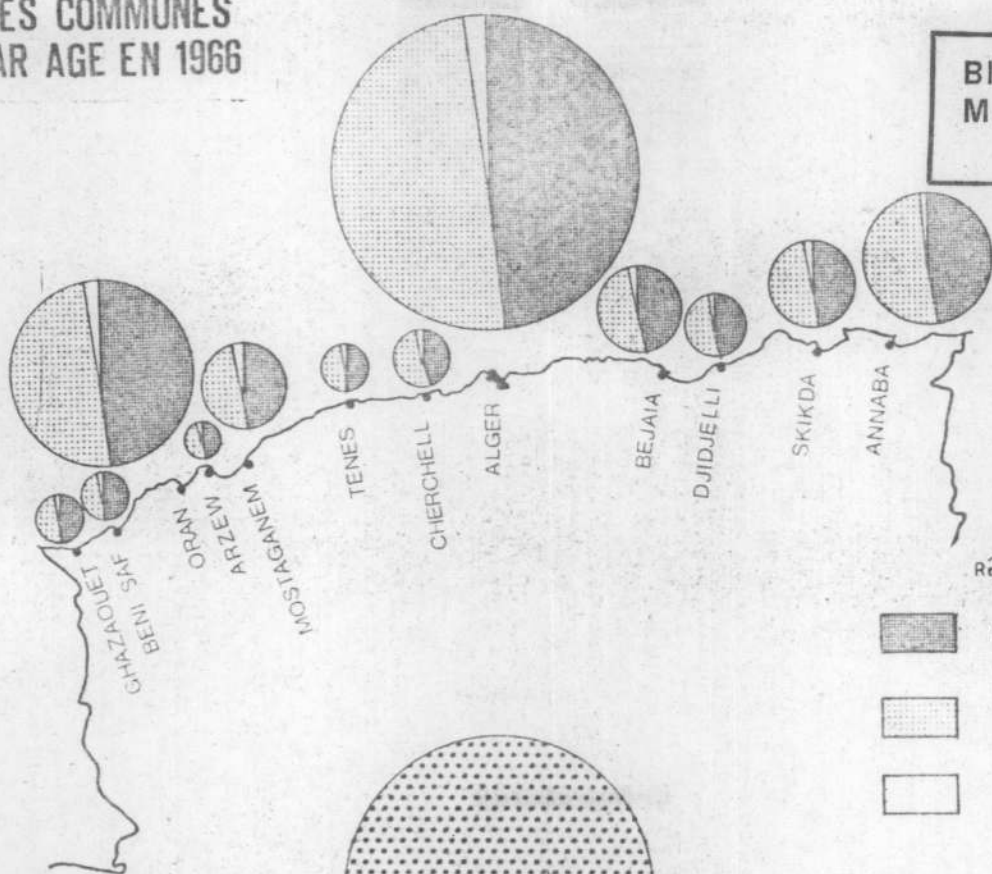 ES COMMUNES
AR AGE EN 1966
GHAZAOUET
BENI SAF
ORAN
ARZEW
MOSTAGANEM
TENES
CHERCHELL
ALGER
BEJAIA
DJIDJELLI
SKIKDA
ANNABA